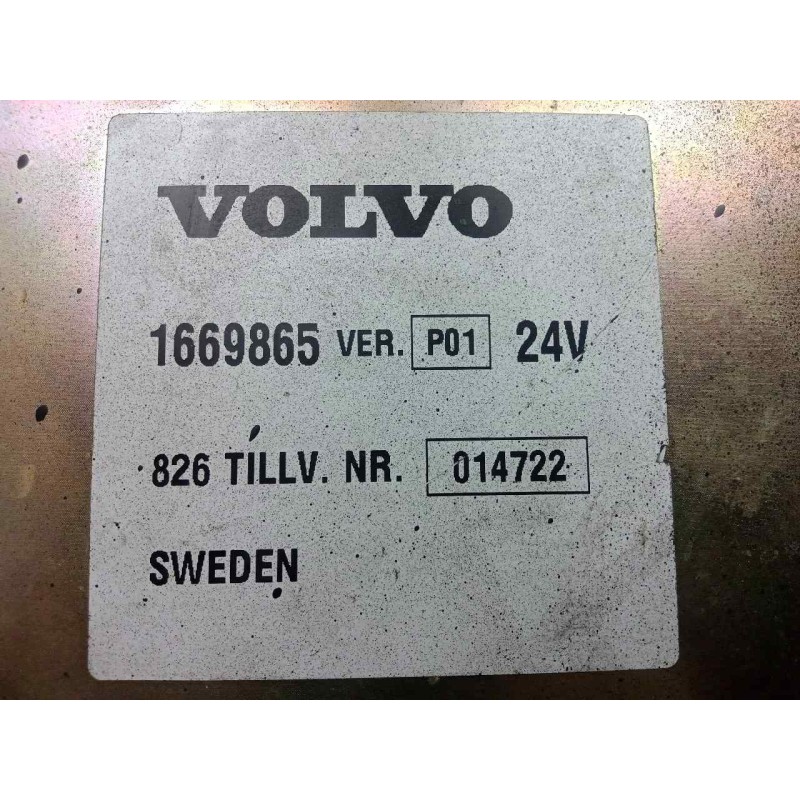 VOLVO
1669865 VER. P01 24V
826 TILLV. NR. 014722
SWEDEN